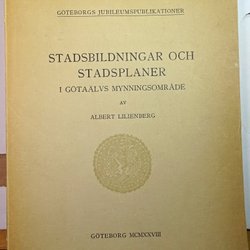 GÖTEBORGS JUBILEUMSPUBLIKATIONER
STADSBILDNINGAR OCH
STADSPLANER
I GÖTAÄLVS MYNNINGSOMRÅDE
AV
ALBERT LILIENBERG
GÖTEBORG MCMXXVIII